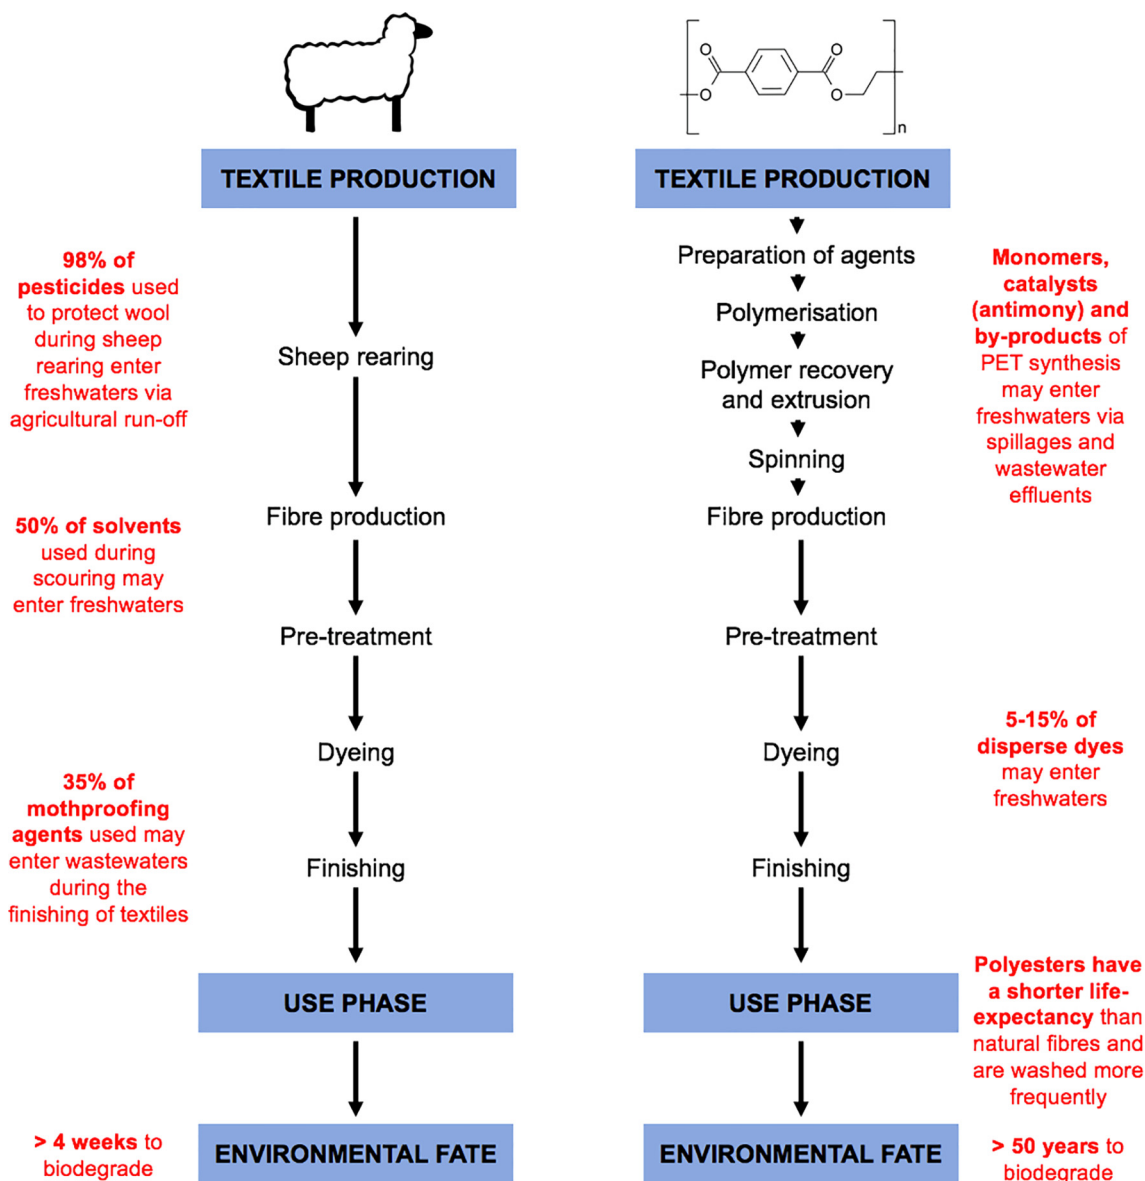 O
O
O
O
n
TEXTILE PRODUCTION
98% of
pesticides used
to protect wool
during sheep
rearing enter
freshwaters via
agricultural run-off
Sheep rearing
50% of solvents
used during
scouring may
enter freshwaters
Fibre production
Pre-treatment
Dyeing
35% of
mothproofing
agents used may
enter wastewaters
during the
finishing of textiles
Finishing
USE PHASE
> 4 weeks to
biodegrade
ENVIRONMENTAL FATE
TEXTILE PRODUCTION
Preparation of agents
Polymerisation
Polymer recovery
and extrusion
Spinning
Fibre production
Monomers,
catalysts
(antimony) and
by-products of
PET synthesis
may enter
freshwaters via
spillages and
wastewater
effluents
Pre-treatment
Dyeing
5-15% of
disperse dyes
may enter
freshwaters
Finishing
USE PHASE
Polyesters have
a shorter life-
expectancy than
natural fibres and
are washed more
frequently
ENVIRONMENTAL FATE
> 50 years to
biodegrade